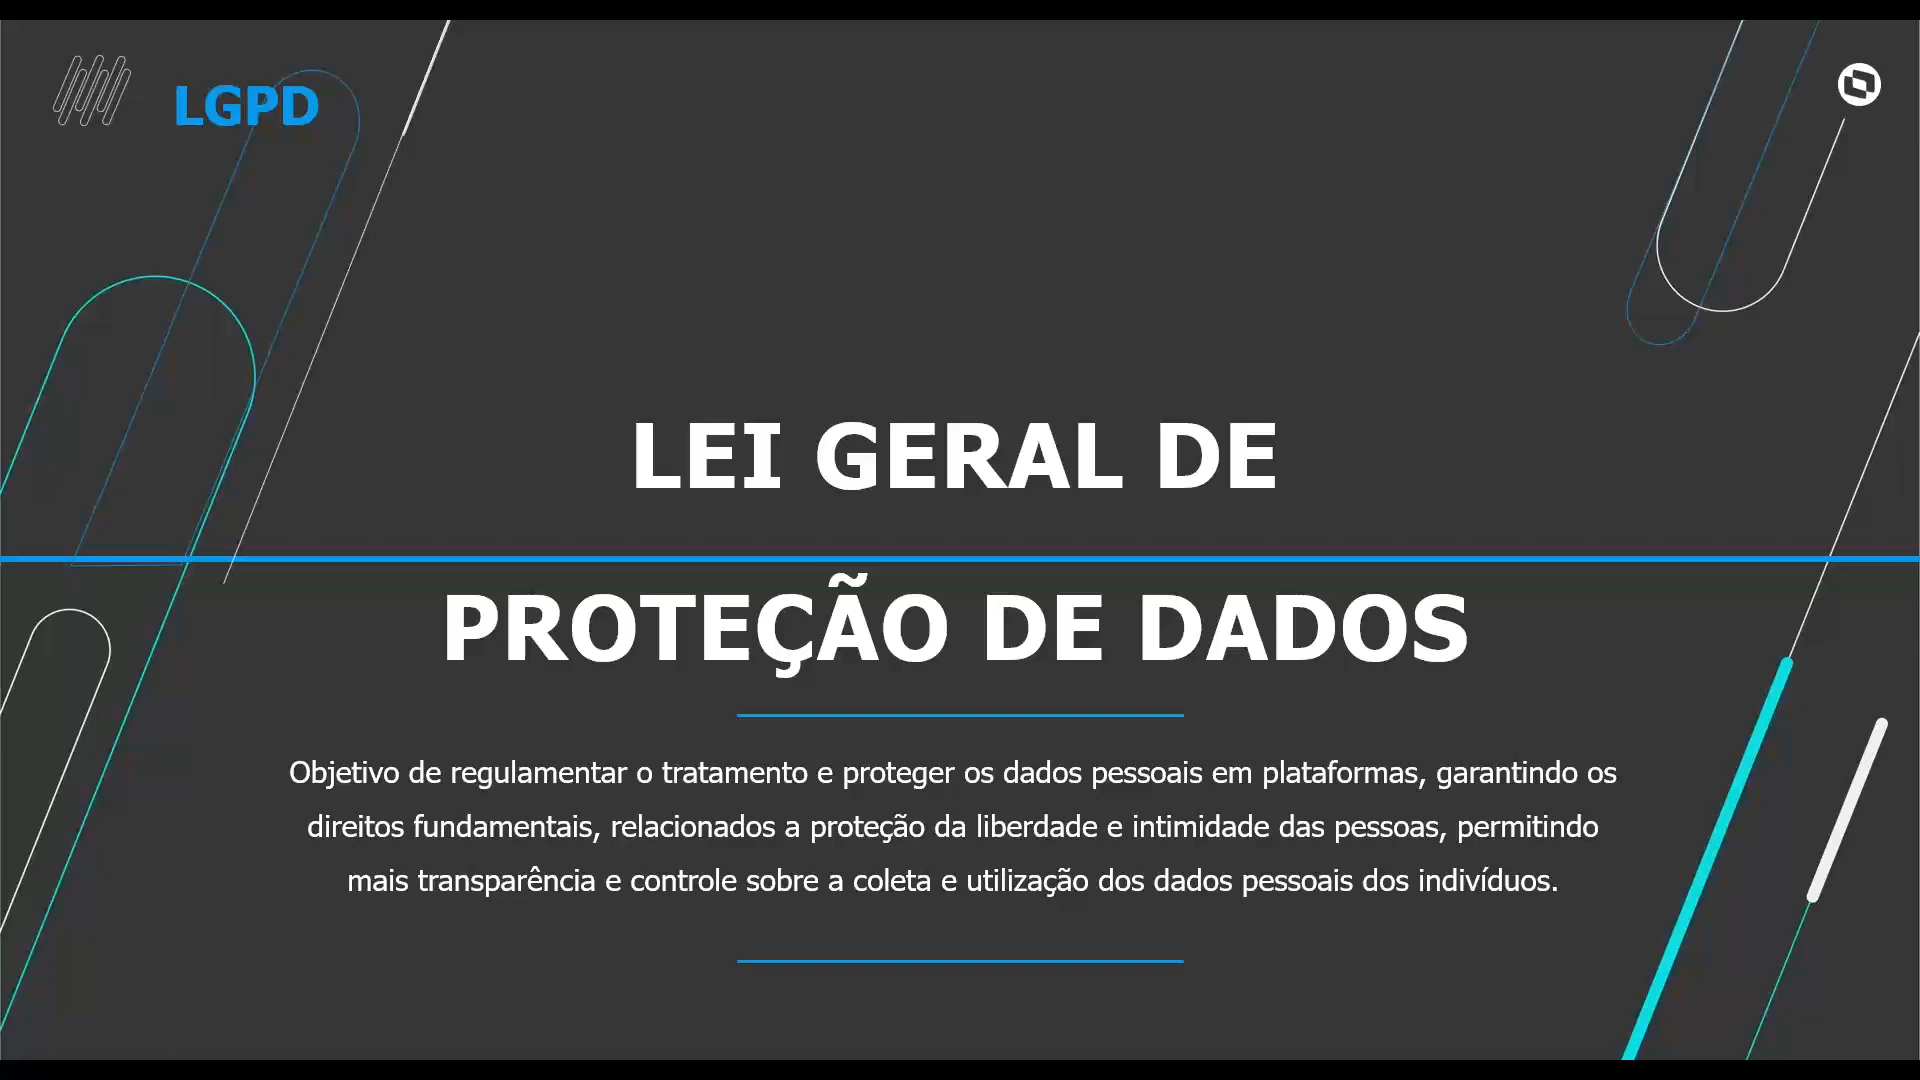 LGPD
LEI GERAL DE
PROTEÇÃO DE DADOS
Objetivo de regulamentar o tratamento e proteger os dados pessoais em plataformas, garantindo os
direitos fundamentais, relacionados a proteção da liberdade e intimidade das pessoas, permitindo
mais transparência e controle sobre a coleta e utilização dos dados pessoais dos indivíduos.